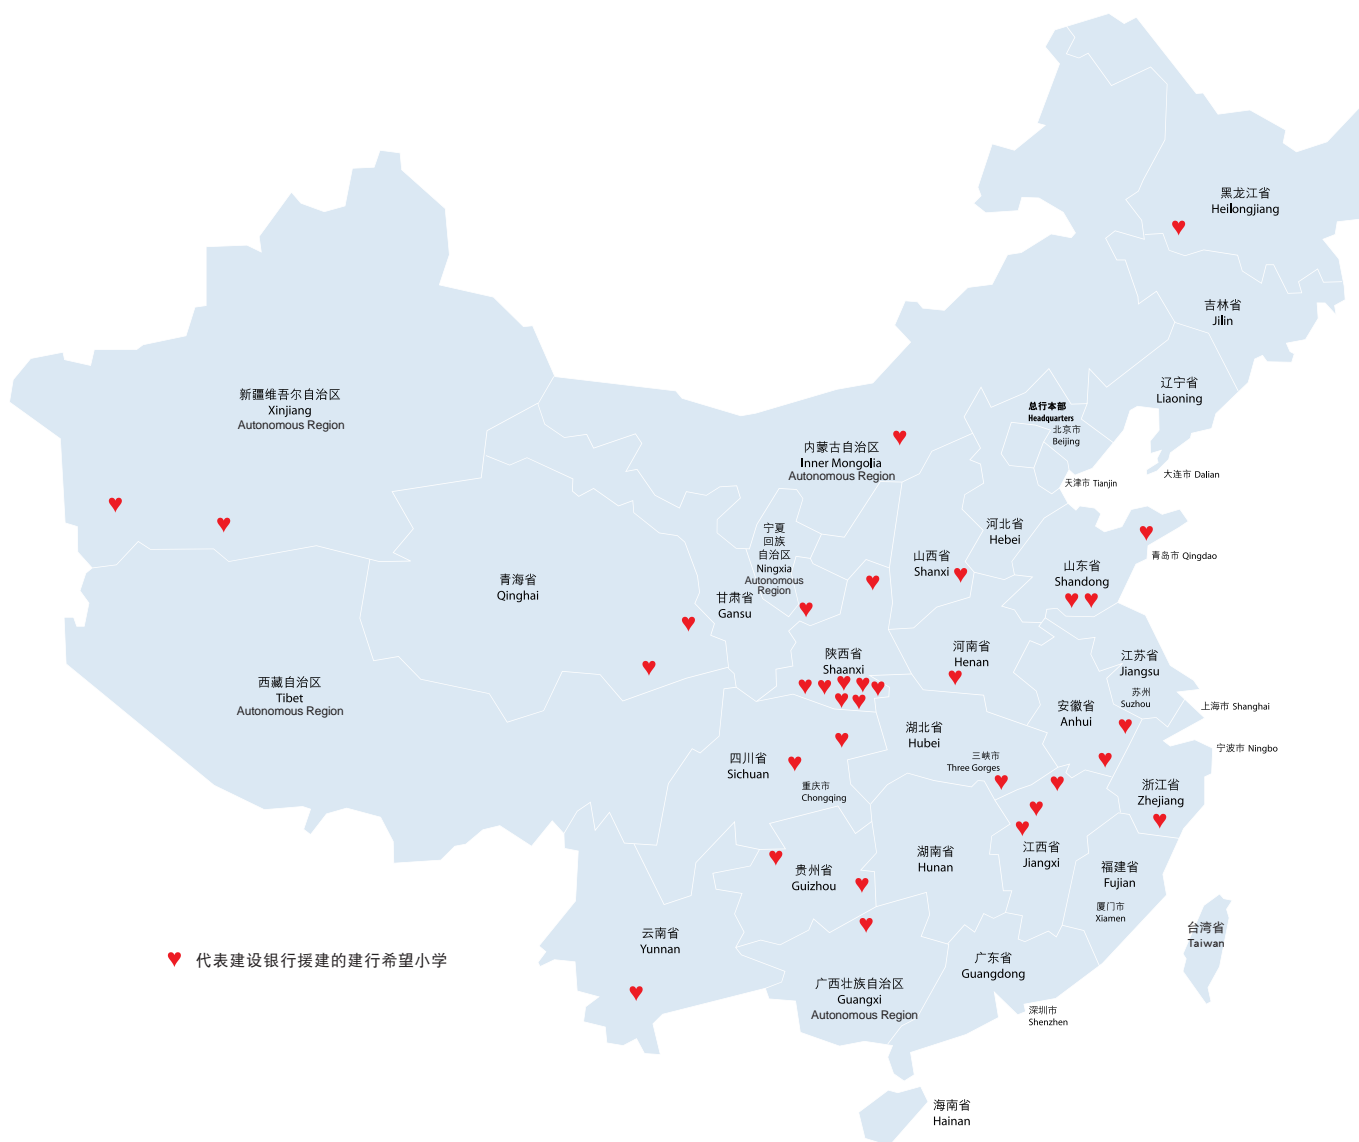 黑龙江省
Heilongjiang
吉林省
Jilin
辽宁省
Liaoning
新疆维吾尔自治区
Xinjiang
Autonomous Region
总行本部
Headquarters
北京市
Beijing
内蒙古自治区
Inner Mongolia
Autonomous Region
大连市 Dalian
天津市 Tianjin
河北省
Hebei
宁夏
回族
自治区
Ningxia
Autonomous
Region
山西省
Shanxi
青岛市 Qingdao
山东省
Shandong
青海省
Qinghai
甘肃省
Gansu
陕西省
Shaanxi
河南省
Henan
江苏省
Jiangsu
西藏自治区
Tibet
Autonomous Region
苏州
Suzhou
安徽省
Anhui
上海市 Shanghai
湖北省
Hubei
宁波市 Ningbo
四川省
Sichuan
三峡市
Three Gorges
重庆市
Chongqing
浙江省
Zhejiang
江西省
Jiangxi
湖南省
Hunan
贵州省
Guizhou
福建省
Fujian
厦门市
Xiamen
台湾省
Taiwan
云南省
Yunnan
代表建设银行援建的建行希望小学
广东省
Guangdong
广西壮族自治区
Guangxi
Autonomous Region
深圳市
Shenzhen
海南省
Hainan